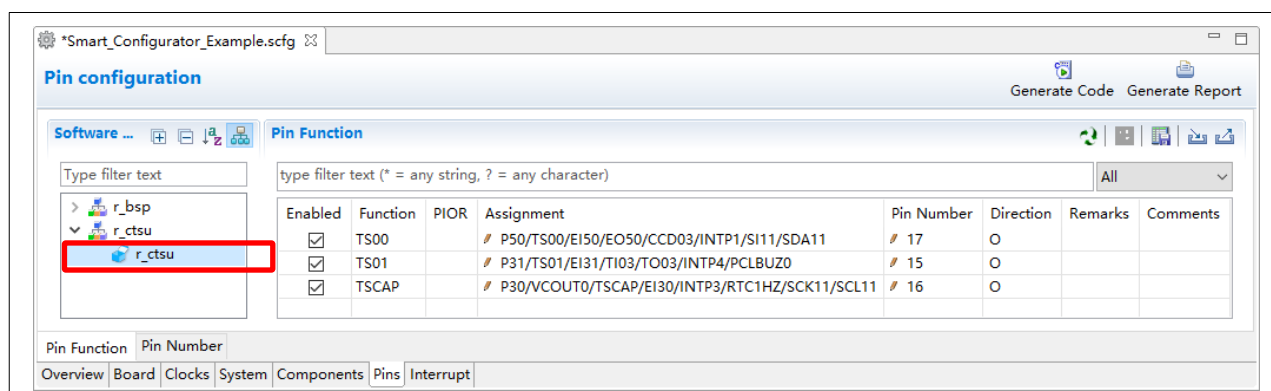 *Smart_Configurator_Example.scfg
Pin configuration
Generate Code Generate Report
Software ...
Pin Function
Type filter text
type filter text (* = any string, ? = any character)
All
r_bsp
r_ctsu
r_ctsu
Enabled Function PIOR Assignment Pin Number Direction Remarks Comments
TS00 P50/TS00/EI50/EO50/CCD03/INTP1/SI11/SDA11 17 O
TS01 P31/TS01/EI31/TI03/TO03/INTP4/PCLBUZ0 15 O
TSCAP P30/VCOUT0/TSCAP/EI30/INTP3/RTC1HZ/SCK11/SCL11 16 O
Pin Function Pin Number
Overview Board Clocks System Components Pins Interrupt